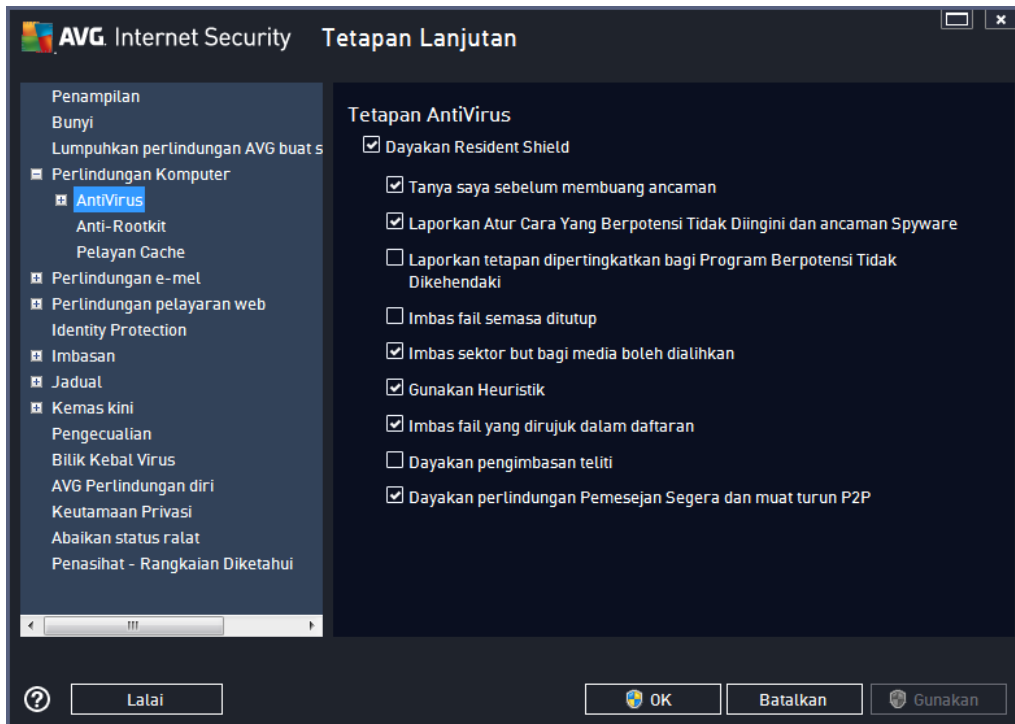 AVG. Internet Security Tetapan Lanjutan
Penampilan
Bunyi
Lumpuhkan perlindungan AVG buat s
Perlindungan Komputer
AntiVirus
Anti-Rootkit
Pelayan Cache
Perlindungan e-mel
Perlindungan pelayaran web
Identity Protection
Imbasan
Jadual
Kemas kini
Pengecualian
Bilik Kebal Virus
AVG Perlindungan diri
Keutamaan Privasi
Abaikan status ralat
Penasihat - Rangkaian Diketahui
Tetapan AntiVirus
Dayakan Resident Shield
Tanya saya sebelum membuang ancaman
Laporkan Atur Cara Yang Berpotensi Tidak Diingini dan ancaman Spyware
Laporkan tetapan dipertingkatkan bagi Program Berpotensi Tidak
Dikehendaki
Imbas fail semasa ditutup
Imbas sektor but bagi media boleh dialihkan
Gunakan Heuristik
Imbas fail yang dirujuk dalam daftaran
Dayakan pengimbasan teliti
Dayakan perlindungan Pemesejan Segera dan muat turun P2P
Lalai
OK
Batalkan
Gunakan